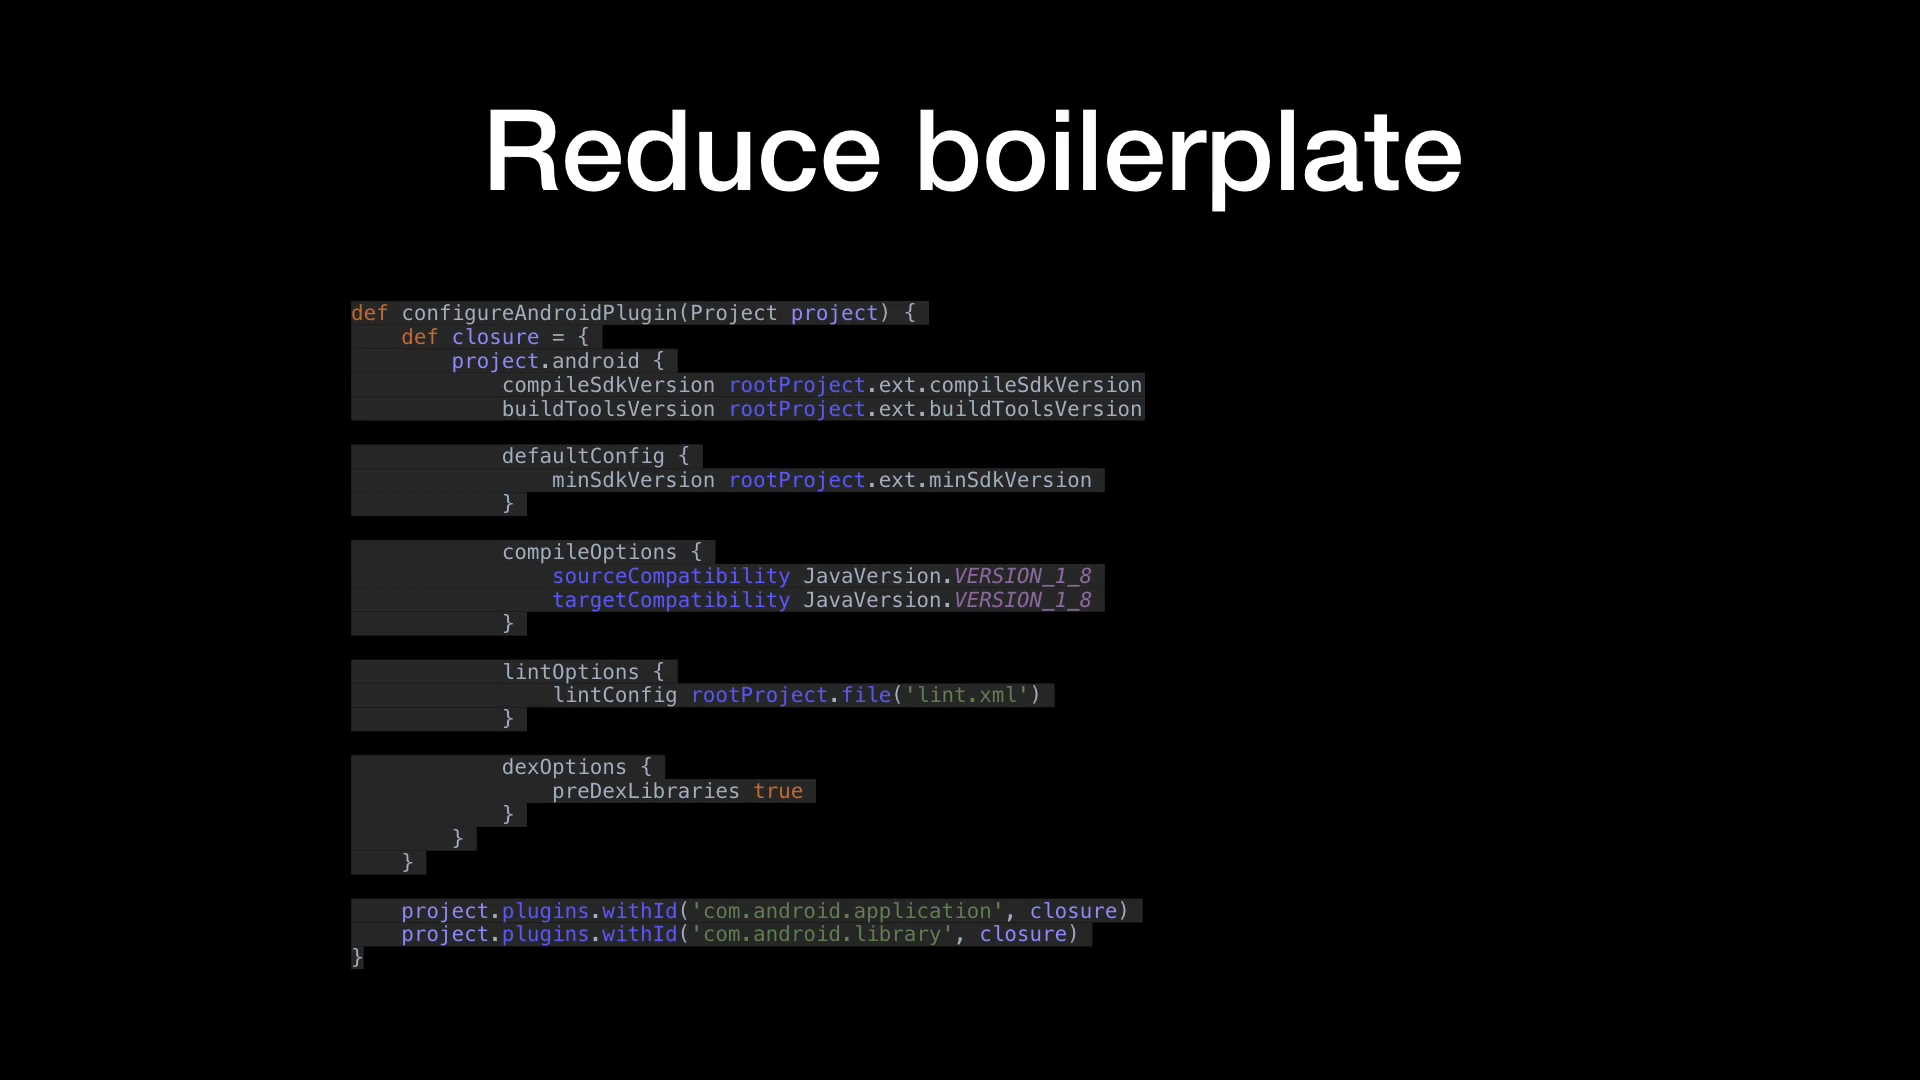 Reduce boilerplate
def configureAndroidPlugin(Project project) {
    def closure = {
        project.android {
            compileSdkVersion rootProject.ext.compileSdkVersion
            buildToolsVersion rootProject.ext.buildToolsVersion

            defaultConfig {
                minSdkVersion rootProject.ext.minSdkVersion
            }

            compileOptions {
                sourceCompatibility JavaVersion.VERSION_1_8
                targetCompatibility JavaVersion.VERSION_1_8
            }

            lintOptions {
                lintConfig rootProject.file('lint.xml')
            }

            dexOptions {
                preDexLibraries true
            }
        }
    }

    project.plugins.withId('com.android.application', closure)
    project.plugins.withId('com.android.library', closure)
}